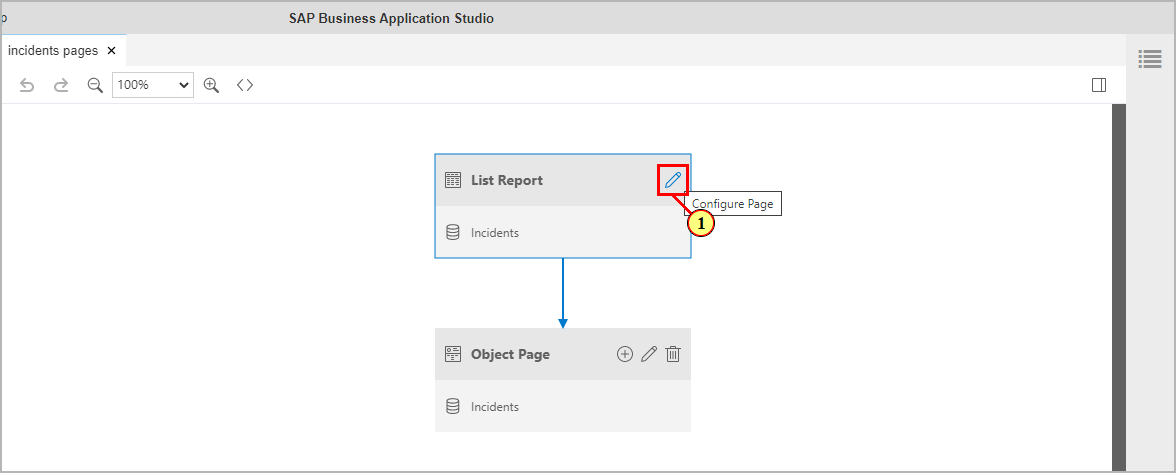 o
SAP Business Application Studio
incidents pages
100%
List Report
Configure Page
1
Incidents
Object Page
Incidents